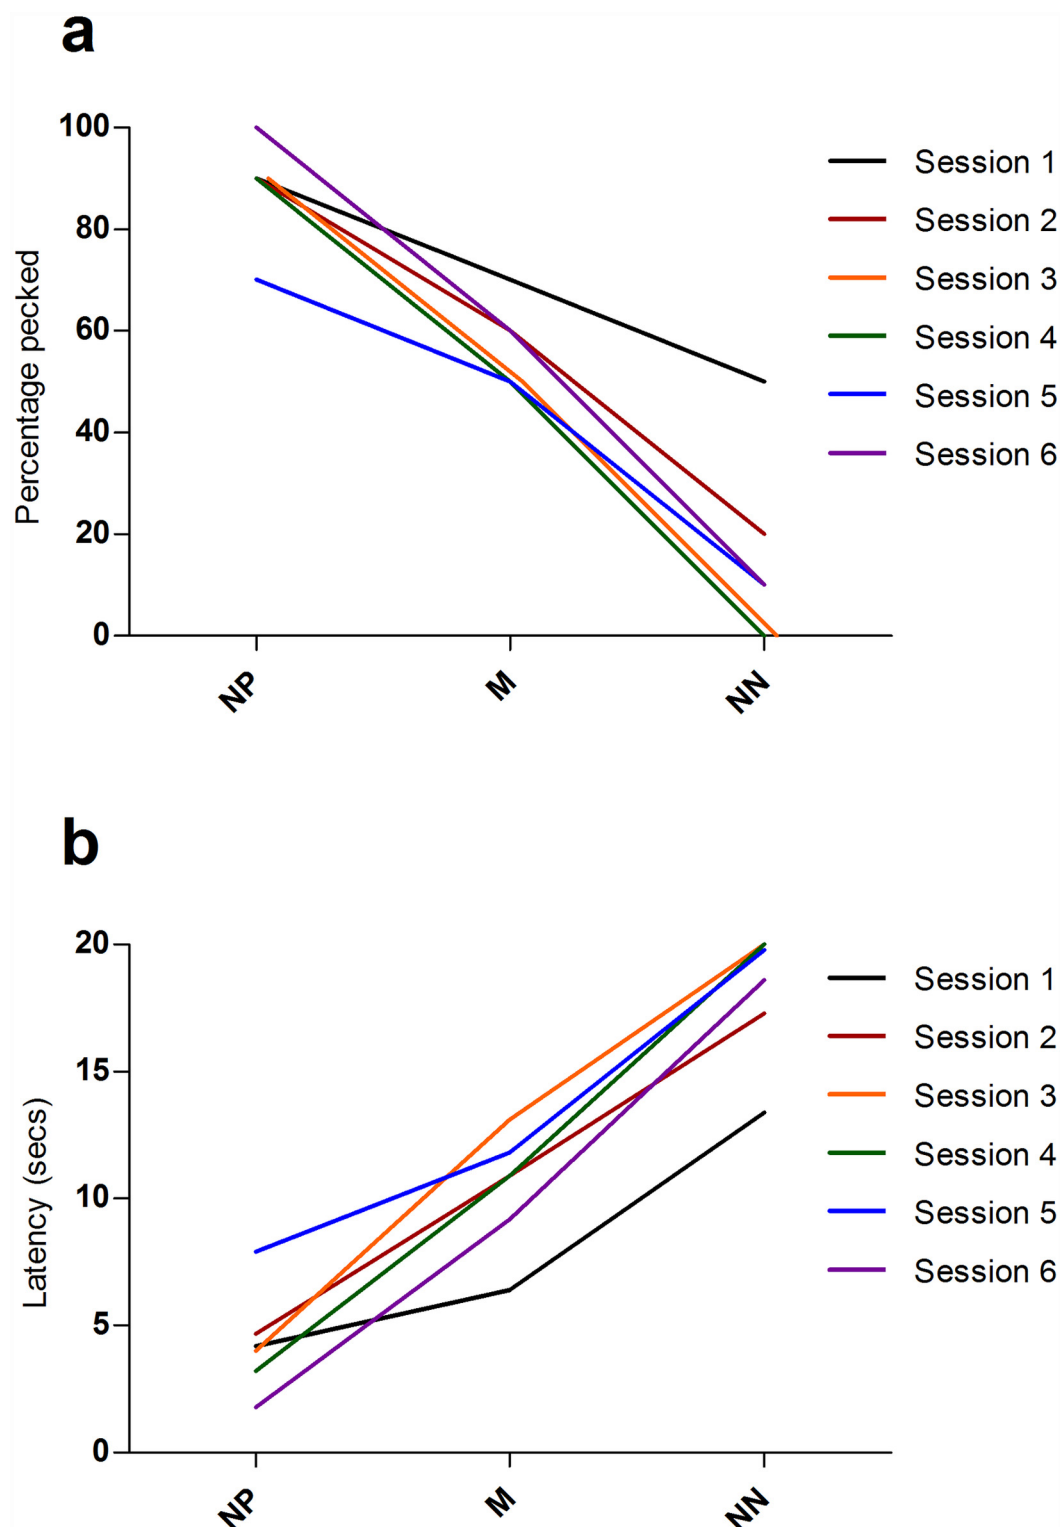 a
100
80
60
40
20
0
Percentage pecked
NP
M
NN
Session 1
Session 2
Session 3
Session 4
Session 5
Session 6
b
20
15
10
5
0
Latency (secs)
NP
M
NN
Session 1
Session 2
Session 3
Session 4
Session 5
Session 6